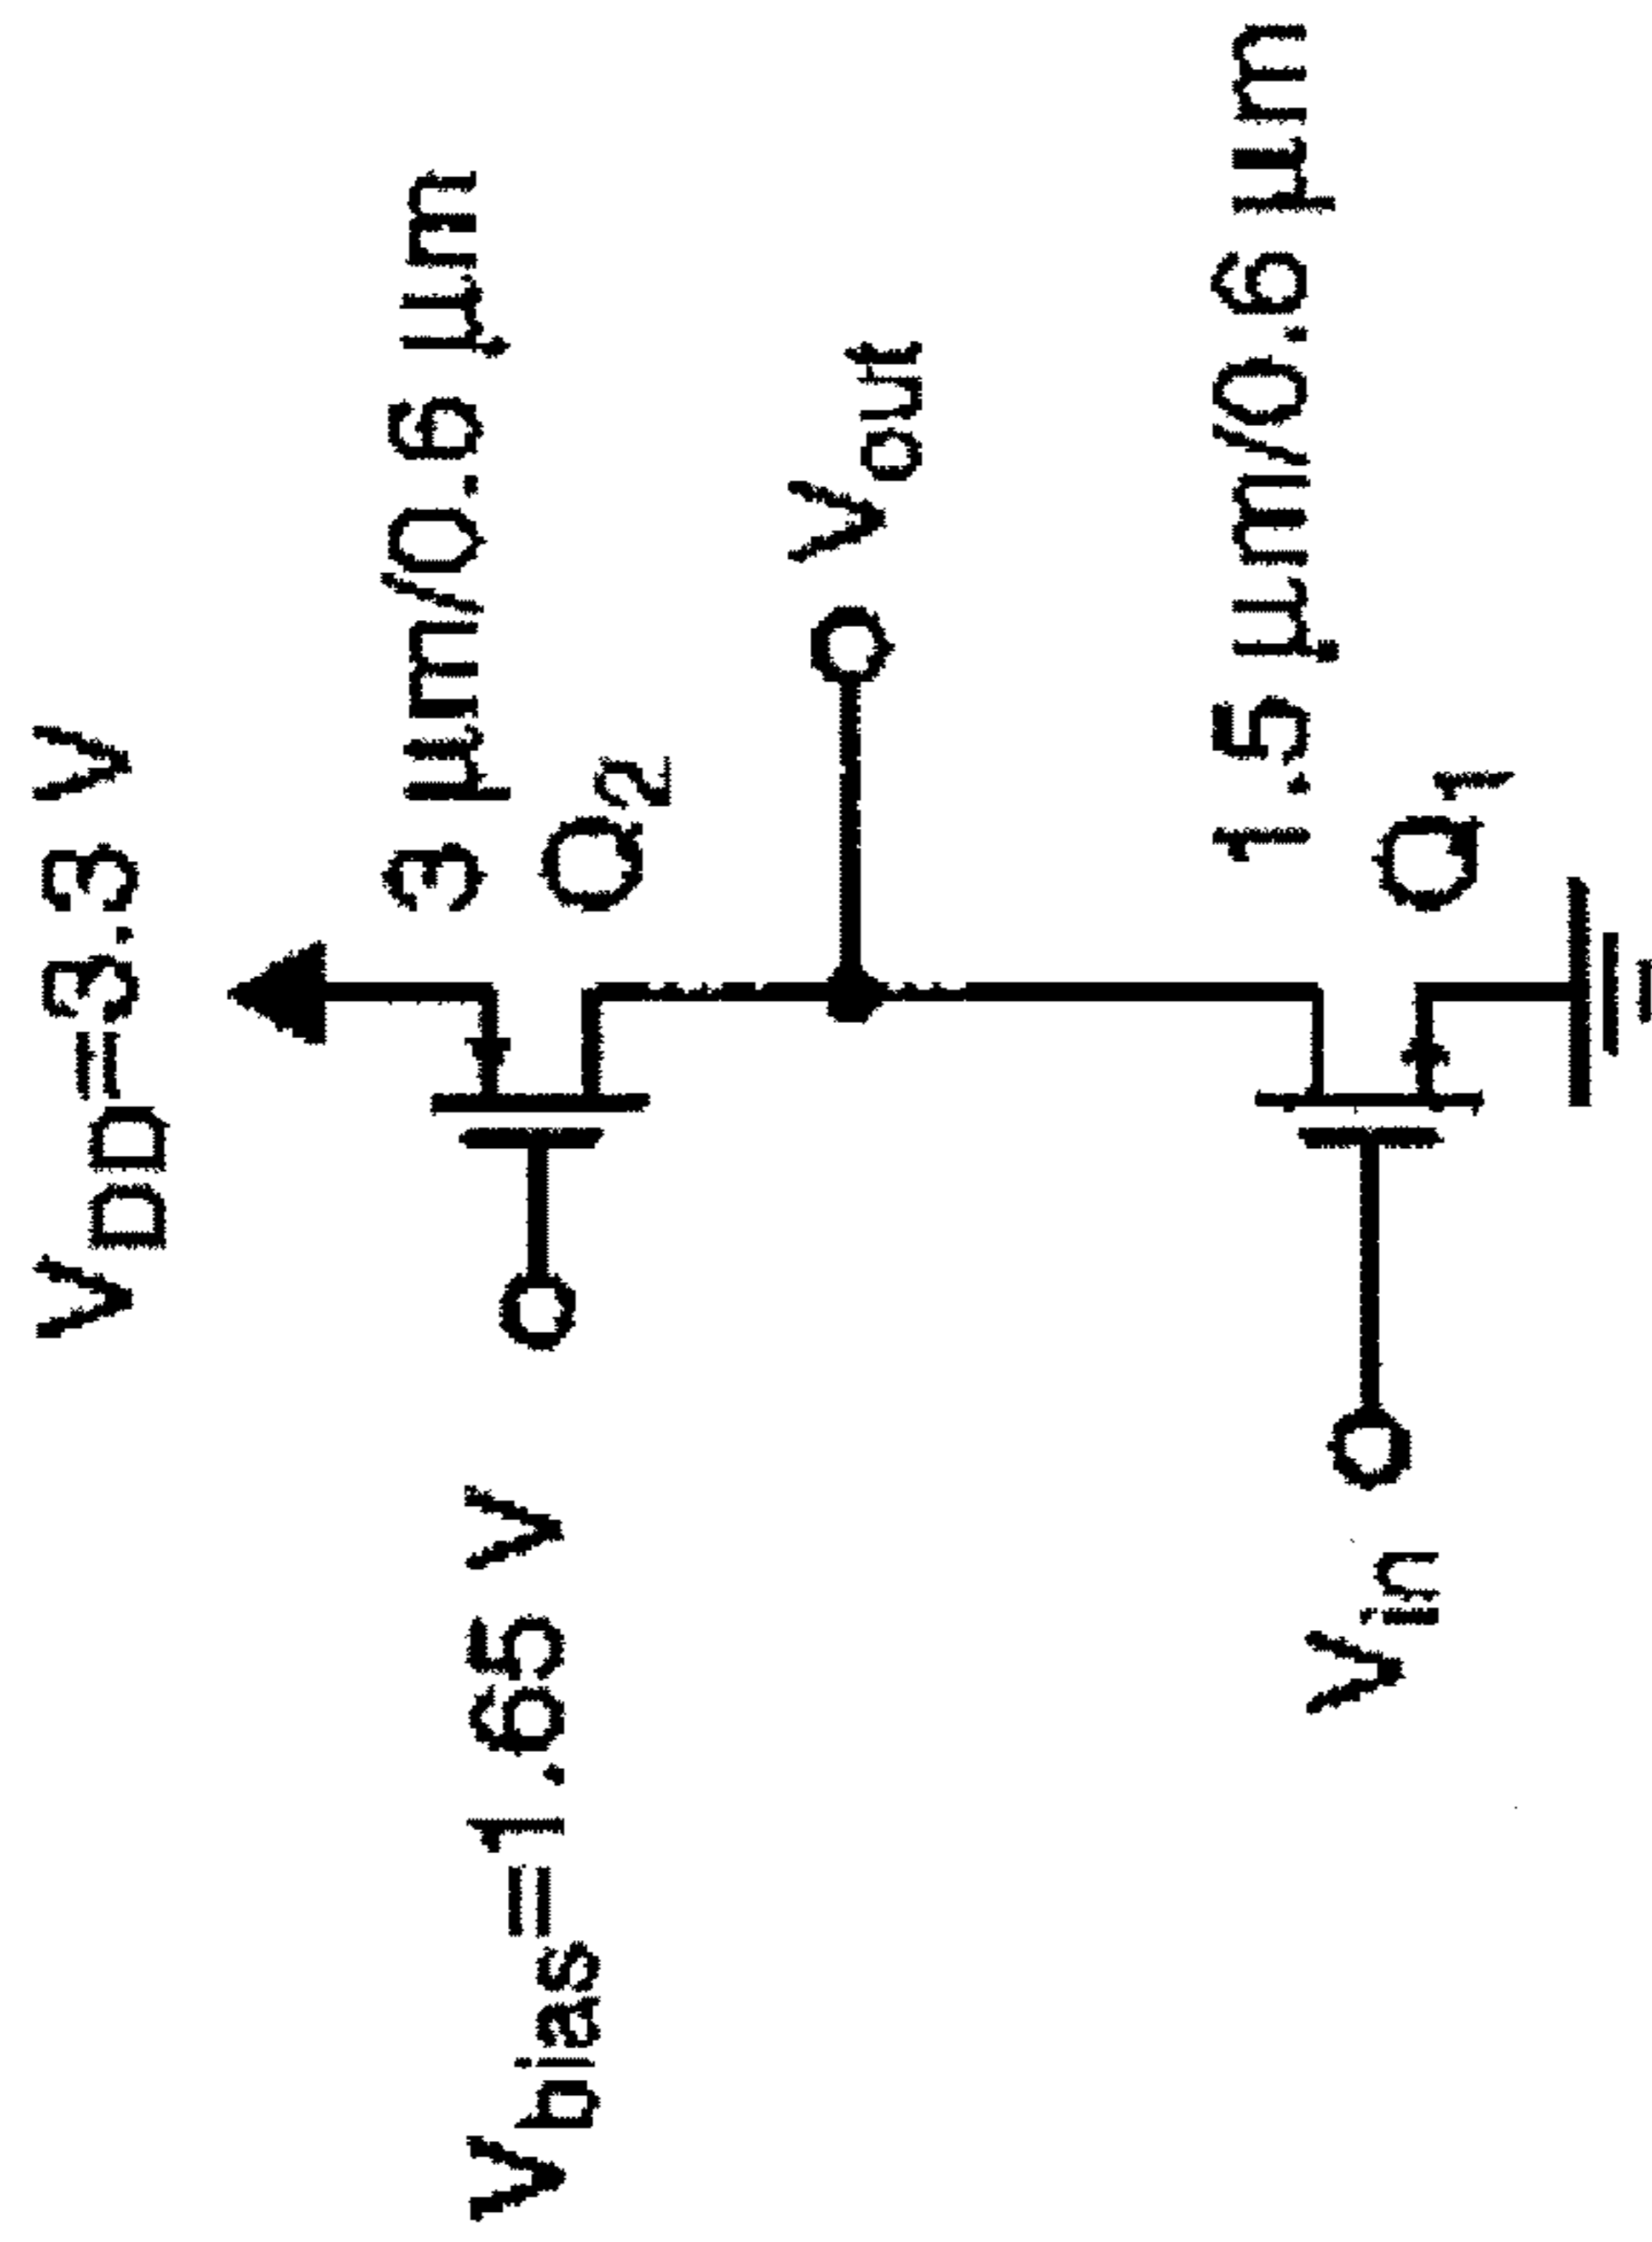 V_DD=3.3 V
3 μm/0.6 μm
Q_2
V_bias=1.65 V
V_out
1.5 μm/0.6 μm
Q_1
V_in